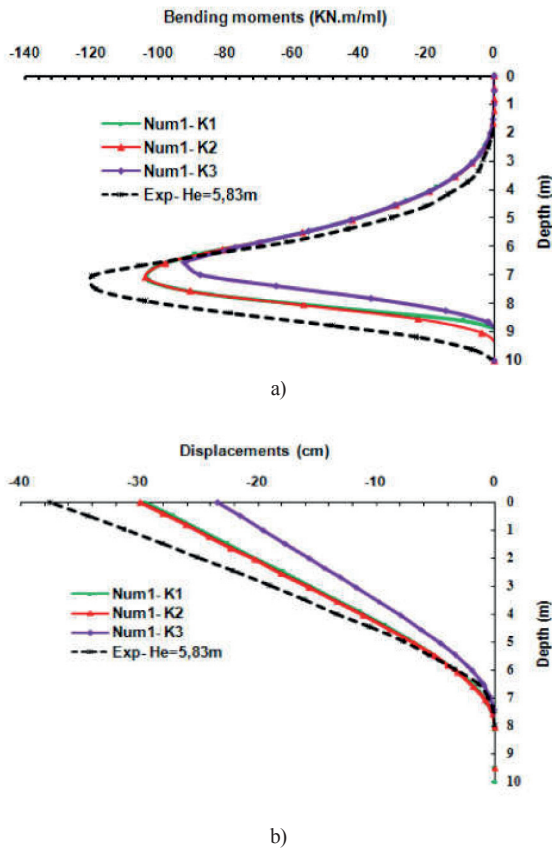 Bending moments (KN.m/ml)
-140 -120 -100 -80 -60 -40 -20 0
0
1
2
3
4
5
6
7
8
9
10
Depth (m)
Num1- K1
Num1- K2
Num1- K3
Exp- He=5,83m
a)
Displacements (cm)
-40 -30 -20 -10 0
0
1
2
3
4
5
6
7
8
9
10
Depth (m)
Num1- K1
Num1- K2
Num1- K3
Exp- He=5,83m
b)